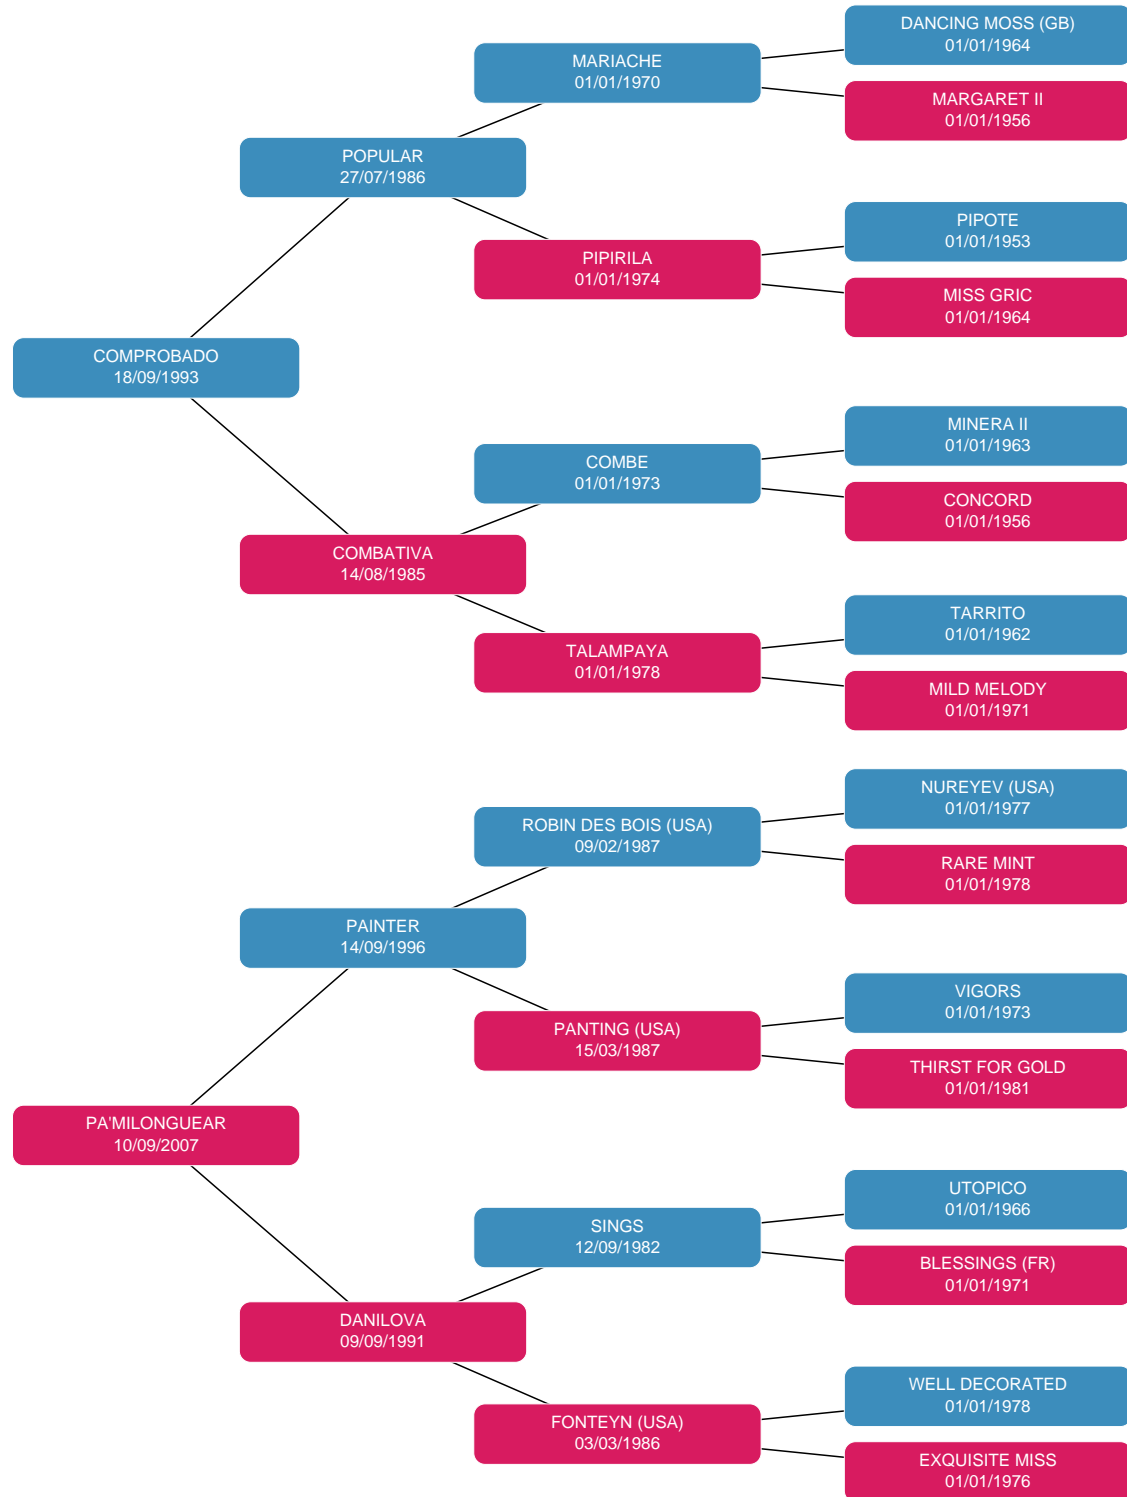 DANCING MOSS (GB)
01/01/1964
MARIACHE
01/01/1970
MARGARET II
01/01/1956
POPULAR
27/07/1986
PIPOTE
01/01/1953
PIPIRILA
01/01/1974
MISS GRIC
01/01/1964
COMPROBADO
18/09/1993
MINERA II
01/01/1963
COMBE
01/01/1973
CONCORD
01/01/1956
COMBATIVA
14/08/1985
TARRITO
01/01/1962
TALAMPAYA
01/01/1978
MILD MELODY
01/01/1971
NUREYEV (USA)
01/01/1977
ROBIN DES BOIS (USA)
09/02/1987
RARE MINT
01/01/1978
PAINTER
14/09/1996
VIGORS
01/01/1973
PANTING (USA)
15/03/1987
THIRST FOR GOLD
01/01/1981
PA'MILONGUEAR
10/09/2007
UTOPICO
01/01/1966
SINGS
12/09/1982
BLESSINGS (FR)
01/01/1971
DANILOVA
09/09/1991
WELL DECORATED
01/01/1978
FONTEYN (USA)
03/03/1986
EXQUISITE MISS
01/01/1976